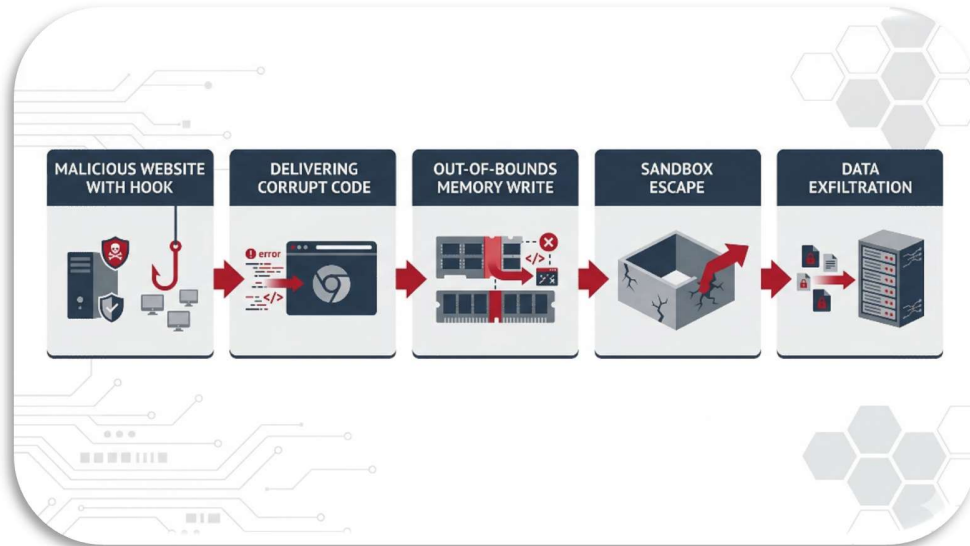 MALICIOUS WEBSITE
WITH HOOK
DELIVERING
CORRUPT CODE
OUT-OF-BOUNDS
MEMORY WRITE
SANDBOX
ESCAPE
DATA
EXFILTRATION
error
</>
</>